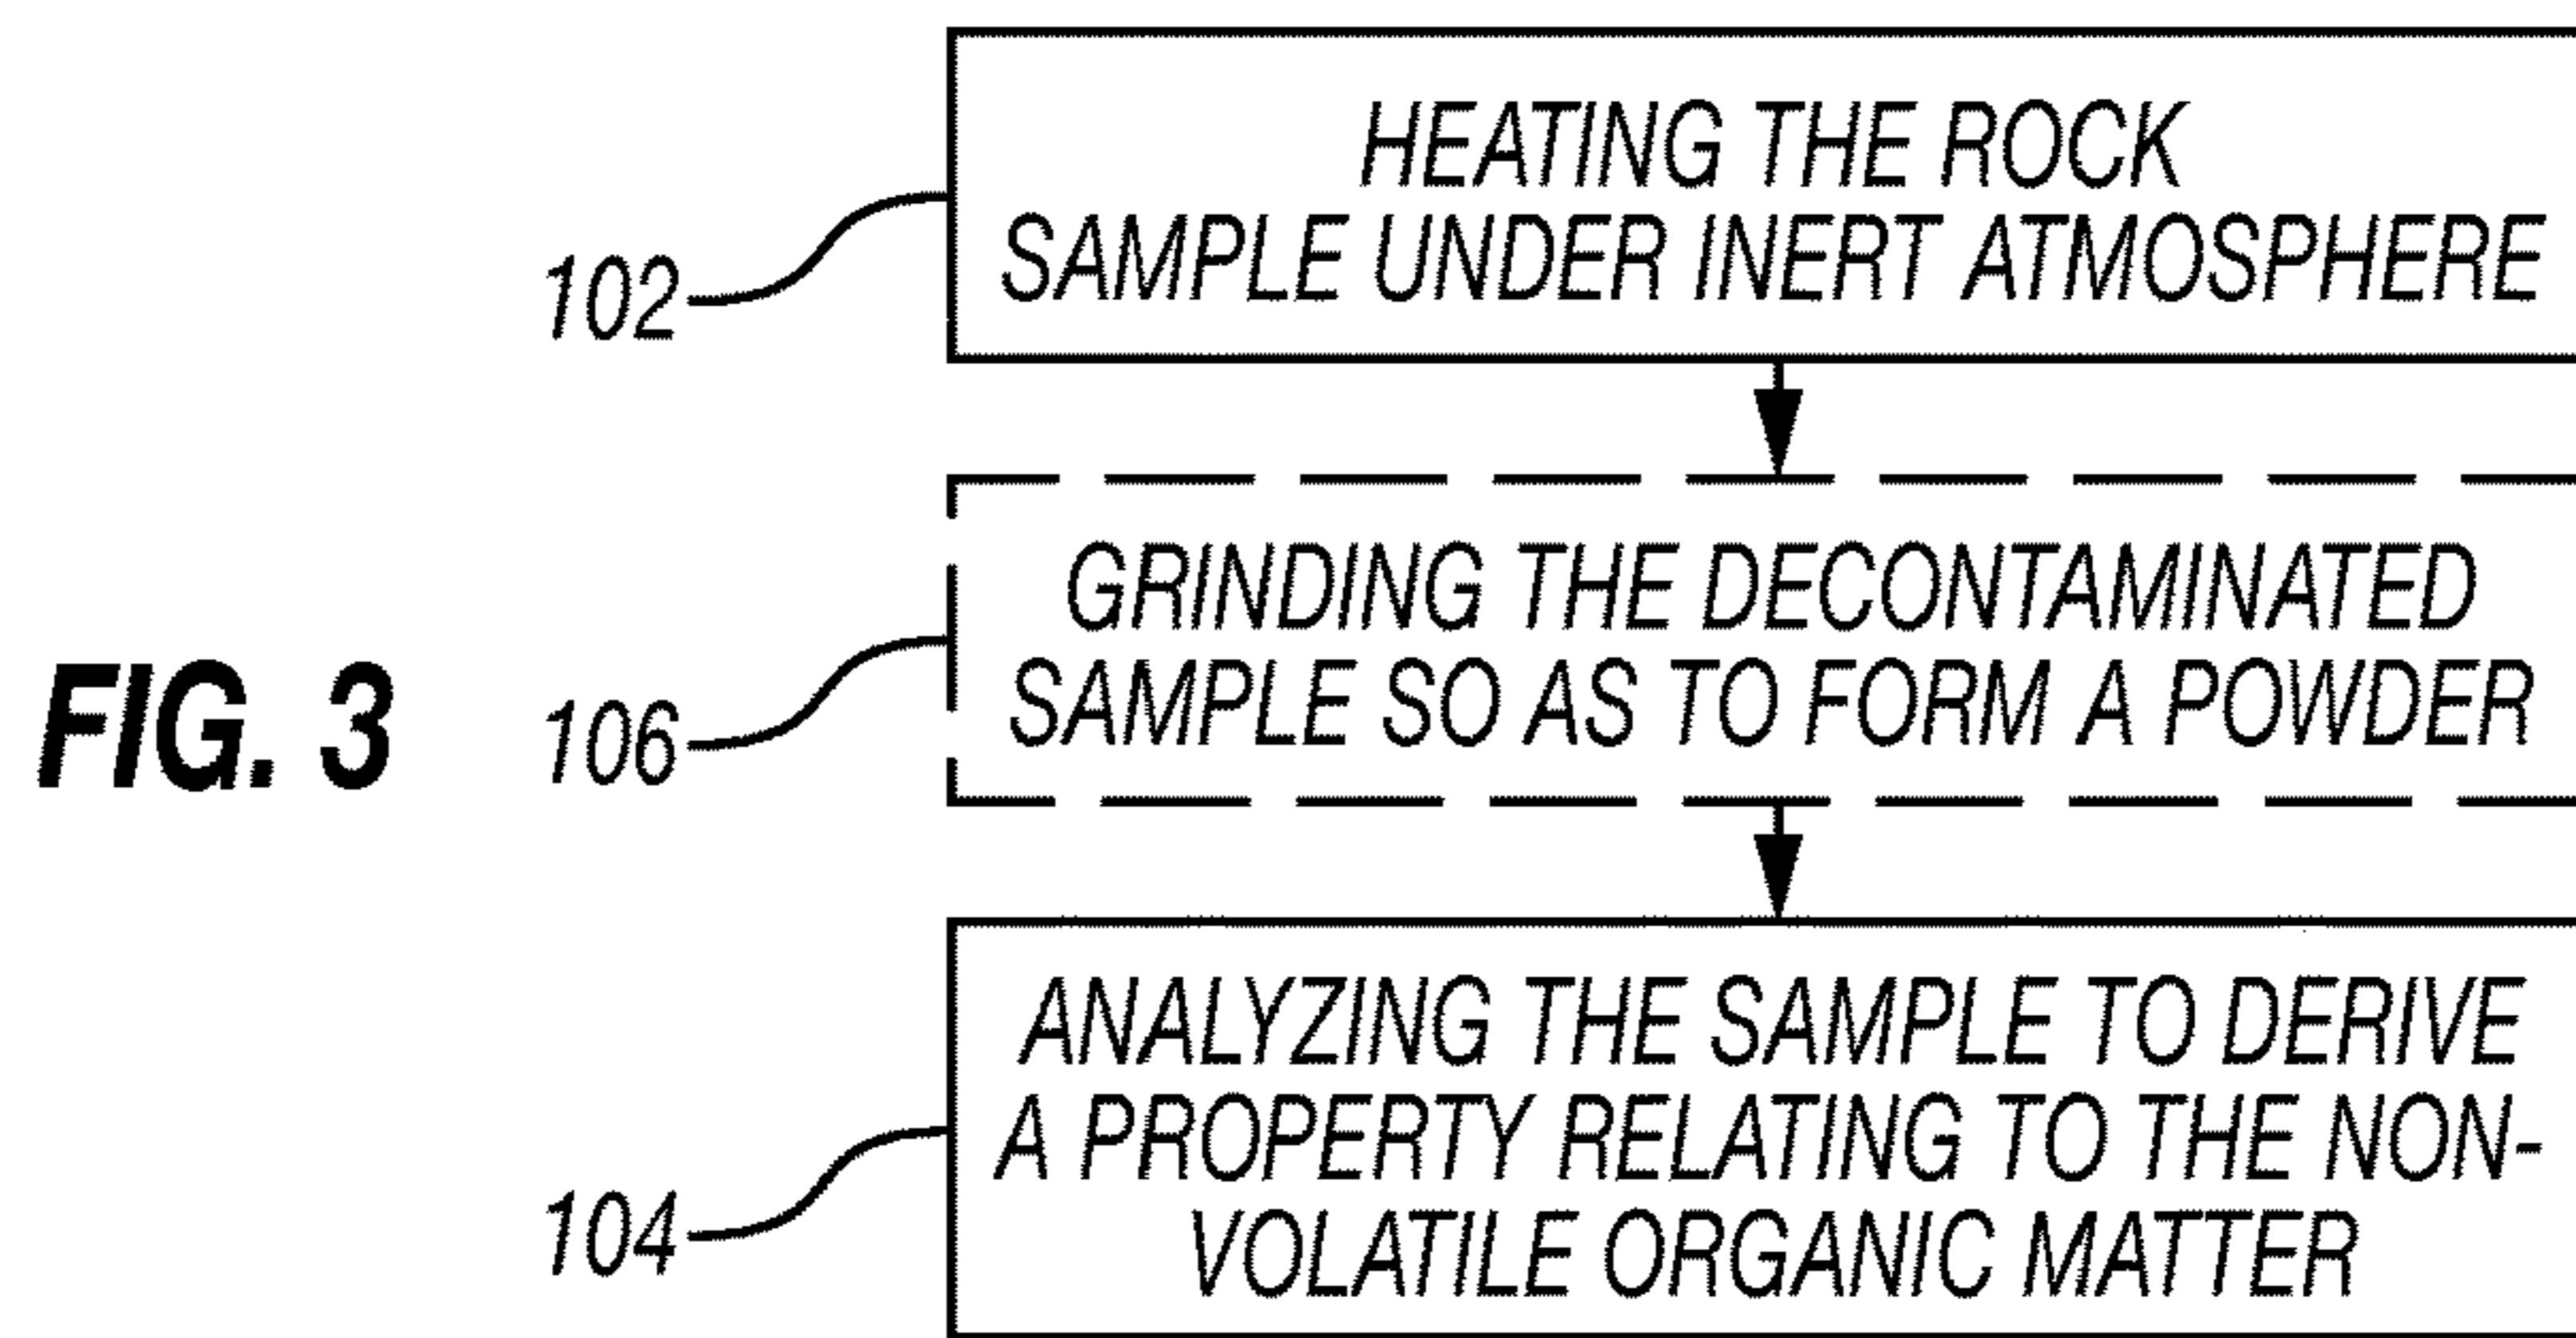 HEATING THE ROCK
SAMPLE UNDER INERT ATMOSPHERE
102
GRINDING THE DECONTAMINATED
SAMPLE SO AS TO FORM A POWDER
FIG. 3
106
ANALYZING THE SAMPLE TO DERIVE
A PROPERTY RELATING TO THE NON-
VOLATILE ORGANIC MATTER
104